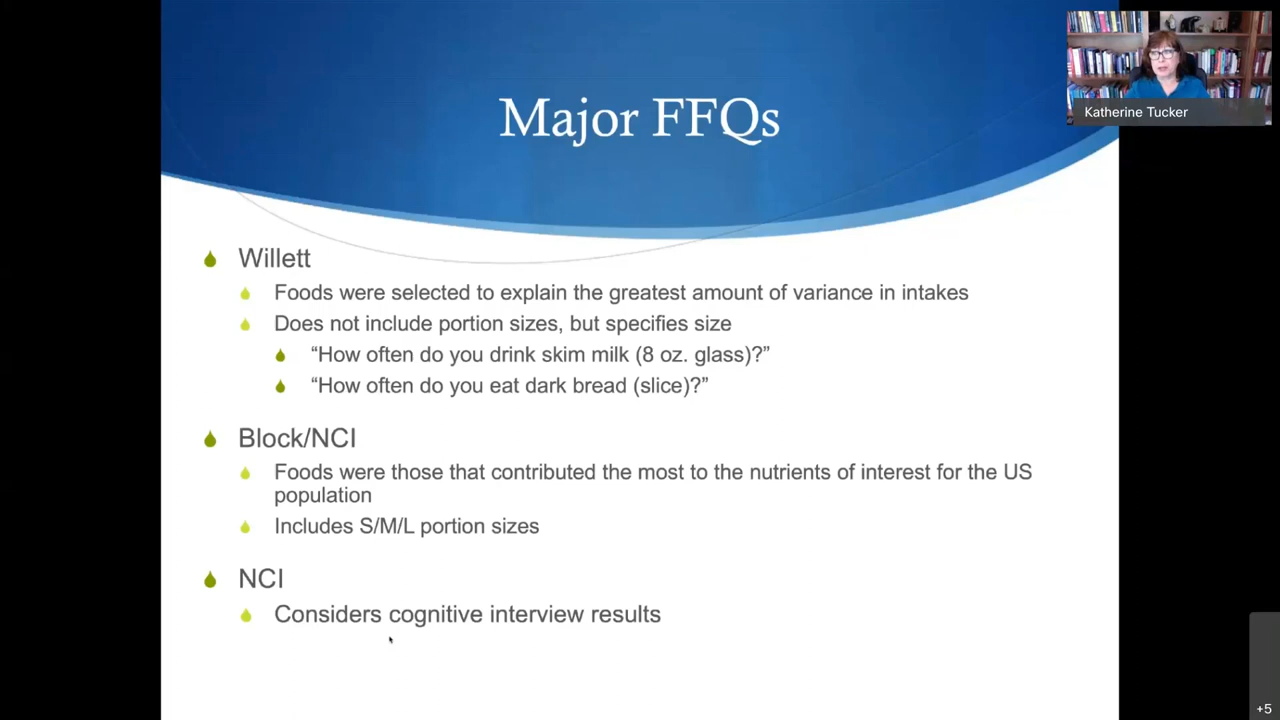 Major FFQs
Katherine Tucker
Willett
Foods were selected to explain the greatest amount of variance in intakes
Does not include portion sizes, but specifies size
“How often do you drink skim milk (8 oz. glass)?”
“How often do you eat dark bread (slice)?”
Block/NCI
Foods were those that contributed the most to the nutrients of interest for the US
population
Includes S/M/L portion sizes
NCI
Considers cognitive interview results
+5